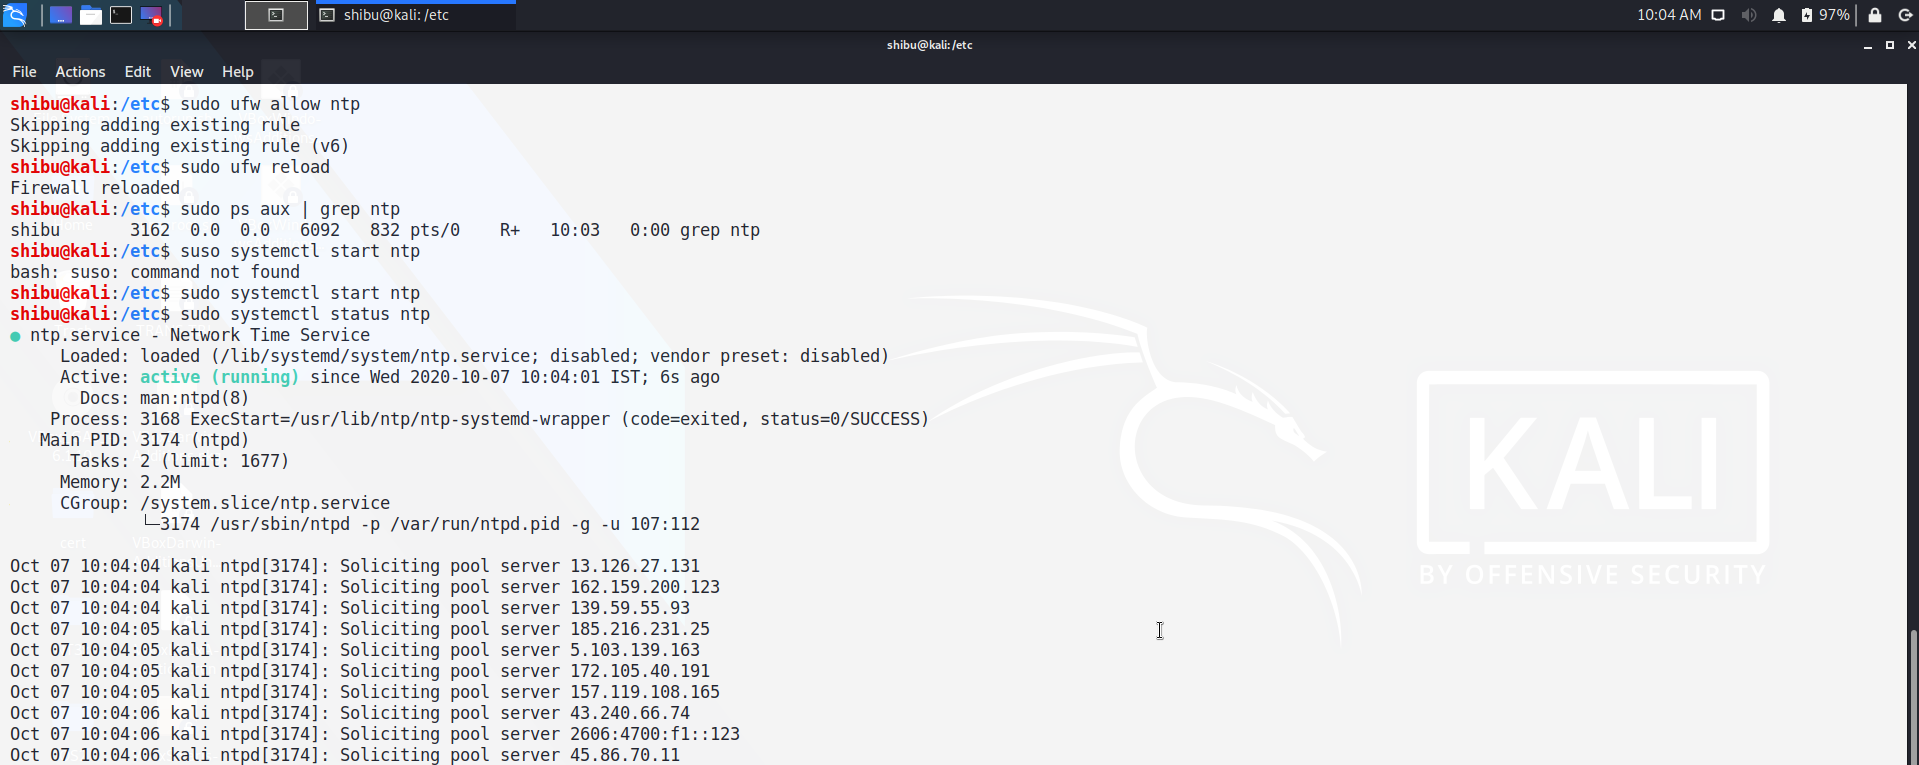 shibu@kali: /etc
10:04 AM
97%
shibu@kali: /etc
File Actions Edit View Help
shibu@kali:/etc$ sudo ufw allow ntp
Skipping adding existing rule
Skipping adding existing rule (v6)
shibu@kali:/etc$ sudo ufw reload
Firewall reloaded
shibu@kali:/etc$ sudo ps aux | grep ntp
shibu       3162  0.0  0.0   6092   832 pts/0    R+   10:03   0:00 grep ntp
shibu@kali:/etc$ suso systemctl start ntp
bash: suso: command not found
shibu@kali:/etc$ sudo systemctl start ntp
shibu@kali:/etc$ sudo systemctl status ntp
● ntp.service - Network Time Service
     Loaded: loaded (/lib/systemd/system/ntp.service; disabled; vendor preset: disabled)
     Active: active (running) since Wed 2020-10-07 10:04:01 IST; 6s ago
       Docs: man:ntpd(8)
    Process: 3168 ExecStart=/usr/lib/ntp/ntp-systemd-wrapper (code=exited, status=0/SUCCESS)
   Main PID: 3174 (ntpd)
      Tasks: 2 (limit: 1677)
     Memory: 2.2M
     CGroup: /system.slice/ntp.service
             └─3174 /usr/sbin/ntpd -p /var/run/ntpd.pid -g -u 107:112
cert
VBoxDarwin-
Oct 07 10:04:04 kali ntpd[3174]: Soliciting pool server 13.126.27.131
Oct 07 10:04:04 kali ntpd[3174]: Soliciting pool server 162.159.200.123
Oct 07 10:04:04 kali ntpd[3174]: Soliciting pool server 139.59.55.93
Oct 07 10:04:05 kali ntpd[3174]: Soliciting pool server 185.216.231.25
Oct 07 10:04:05 kali ntpd[3174]: Soliciting pool server 5.103.139.163
Oct 07 10:04:05 kali ntpd[3174]: Soliciting pool server 172.105.40.191
Oct 07 10:04:05 kali ntpd[3174]: Soliciting pool server 157.119.108.165
Oct 07 10:04:06 kali ntpd[3174]: Soliciting pool server 43.240.66.74
Oct 07 10:04:06 kali ntpd[3174]: Soliciting pool server 2606:4700:f1::123
Oct 07 10:04:06 kali ntpd[3174]: Soliciting pool server 45.86.70.11
KALI
BY OFFENSIVE SECURITY